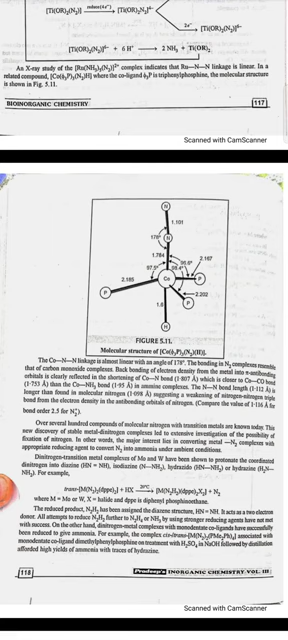 [Ti(OR)₂(N₂)] ⟶ [Ti(OR)₂(N₂)]⁴⁻
2e⁻ [Ti(OR)₂(N₂)]⁶⁻
[Ti(OR)₂(N₂)]⁶⁻ + 6 H⁺ ⟶ 2 NH₃ + Ti(OR)₂
An X-ray study of the [Ru(NH₃)₅(N₂)]²⁺ complex indicates that Ru—N—N linkage is linear. In a
related compound, [Co(ϕ₃P)₃(N₂)H] where the co-ligand ϕ₃P is triphenylphosphine, the molecular structure
is shown in Fig. 5.11.
BIOINORGANIC CHEMISTRY 117
Scanned with CamScanner
N
1.101
178° N
1.784
97.5° 2.167
Co P
2.185
P 2.202
P
1.6
H
FIGURE 5.11.
Molecular structure of [Co(ϕ₃P)₃(N₂)(H)].
The Co—N—N linkage is almost linear with an angle of 178°. The bonding in N₂ complexes resemble
that of carbon monoxide complexes. Back bonding of electron density from the metal into π-antibonding
orbitals is clearly reflected in the shortening of Co—N bond (1·807 Å) which is closer to Co—CO bond
(1·753 Å) than the Co—NH₃ bond (1·95 Å) in ammine complexes. The N—N bond length (1·112 Å) is
longer than found in molecular nitrogen (1·098 Å) suggesting a weakening of nitrogen-nitrogen triple
bond from the electron density in the antibonding orbitals of nitrogen. (Compare the value of 1·116 Å for
bond order 2.5 for N₂⁺).
Over several hundred complexes of molecular nitrogen with transition metals are known today. This
new discovery of stable metal-dinitrogen complexes led to extensive investigation of the possibility of
fixation of nitrogen. In other words, the major interest lies in converting metal —N₂ complexes with
appropriate reducing agent to convert N₂ into ammonia under ambient conditions.
Dinitrogen-transition metal complexes of Mo and W have been shown to protonate the coordinated
dinitrogen into diazine (HN = NH), isodiazine (N—NH₂), hydrazido (HN—NH₂) or hydrazine (H₂N—
NH₂). For example,
trans-[M(N₂)₂(dppe)₂] + HX ⟶ [M(N₂H₂)(dppe)₂X₂] + N₂
where M = Mo or W, X = halide and dppe is diphenyl phosphinoethane.
The reduced product, N₂H₂ has been assigned the diazene structure, HN = NH. It acts as a two electron
donor. All attempts to reduce N₂H₂ further to N₂H₄ or NH₃ by using stronger reducing agents have not met
with success. On the other hand, dinitrogen-metal complexes with monodentate co-ligands have successfully
been reduced to give ammonia. For example, the complex cis-/trans-[M(N₂)₂(PMe₂Ph)₄] associated with
monodentate co-ligand dimethylphenylphosphine on treatment with H₂SO₄ in NaOH followed by distillation
afforded high yields of ammonia with traces of hydrazine.
118 Pradeep's INORGANIC CHEMISTRY VOL. III
Scanned with CamScanner